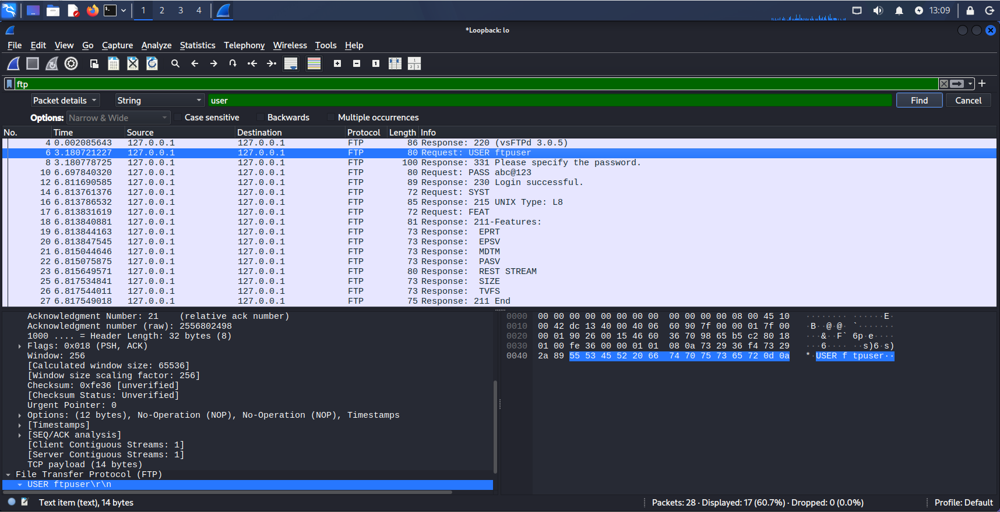 1 2 3 4 13:09
*Loopback: lo
File Edit View Go Capture Analyze Statistics Telephony Wireless Tools Help
ftp
Packet details String user Find Cancel
Options: Narrow & Wide Case sensitive Backwards Multiple occurrences
No. Time Source Destination Protocol Length Info
4 0.002085643 127.0.0.1 127.0.0.1 FTP 86 Response: 220 (vsFTPd 3.0.5)
6 3.180721227 127.0.0.1 127.0.0.1 FTP 80 Request: USER ftpuser
8 3.180778725 127.0.0.1 127.0.0.1 FTP 100 Response: 331 Please specify the password.
10 6.697840320 127.0.0.1 127.0.0.1 FTP 80 Request: PASS abc@123
12 6.811690585 127.0.0.1 127.0.0.1 FTP 89 Response: 230 Login successful.
14 6.813761376 127.0.0.1 127.0.0.1 FTP 72 Request: SYST
16 6.813786532 127.0.0.1 127.0.0.1 FTP 85 Response: 215 UNIX Type: L8
17 6.813831619 127.0.0.1 127.0.0.1 FTP 72 Request: FEAT
18 6.813840881 127.0.0.1 127.0.0.1 FTP 81 Response: 211-Features:
19 6.813844163 127.0.0.1 127.0.0.1 FTP 73 Response: EPRT
20 6.813847545 127.0.0.1 127.0.0.1 FTP 73 Response: EPSV
21 6.815044646 127.0.0.1 127.0.0.1 FTP 73 Response: MDTM
22 6.815075875 127.0.0.1 127.0.0.1 FTP 73 Response: PASV
23 6.815649571 127.0.0.1 127.0.0.1 FTP 80 Response: REST STREAM
25 6.817534841 127.0.0.1 127.0.0.1 FTP 73 Response: SIZE
26 6.817544011 127.0.0.1 127.0.0.1 FTP 73 Response: TVFS
27 6.817549018 127.0.0.1 127.0.0.1 FTP 75 Response: 211 End
Acknowledgment Number: 21 (relative ack number)
Acknowledgment number (raw): 2556802498
1000 .... = Header Length: 32 bytes (8)
Flags: 0x018 (PSH, ACK)
Window: 256
[Calculated window size: 65536]
[Window size scaling factor: 256]
Checksum: 0xfe36 [unverified]
[Checksum Status: Unverified]
Urgent Pointer: 0
Options: (12 bytes), No-Operation (NOP), No-Operation (NOP), Timestamps
[Timestamps]
[SEQ/ACK analysis]
[Client Contiguous Streams: 1]
[Server Contiguous Streams: 1]
TCP payload (14 bytes)
File Transfer Protocol (FTP)
USER ftpuser\r\n
0000 00 00 00 00 00 00 00 00 00 00 00 00 08 00 45 10 ········ ······E·
0010 00 42 dc 13 40 00 40 06 60 90 7f 00 00 01 7f 00 ·B··@·@· `·······
0020 00 01 90 26 00 15 46 60 36 70 98 65 b5 c2 80 18 ···&··F` 6p·e····
0030 01 00 fe 36 00 00 01 01 08 0a 73 29 36 f4 73 29 ···6···· ··s)6·s)
0040 2a 89 55 53 45 52 20 66 74 70 75 73 65 72 0d 0a *·USER f tpuser··
Text item (text), 14 bytes Packets: 28 · Displayed: 17 (60.7%) · Dropped: 0 (0.0%) Profile: Default